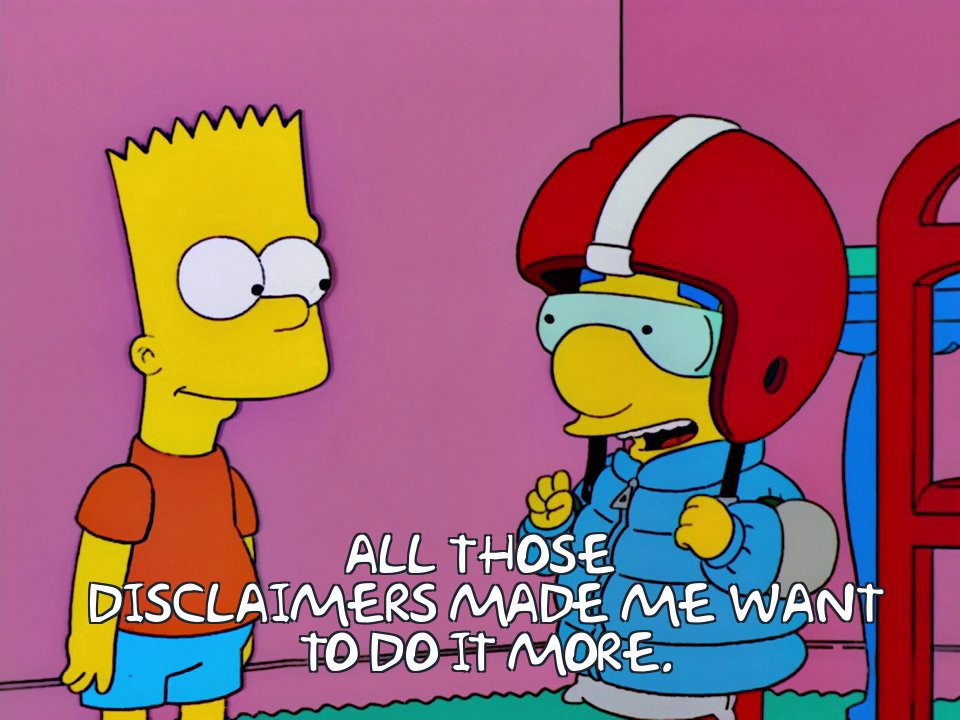 ALL THOSE
DISCLAIMERS MADE ME WANT
TO DO IT MORE.